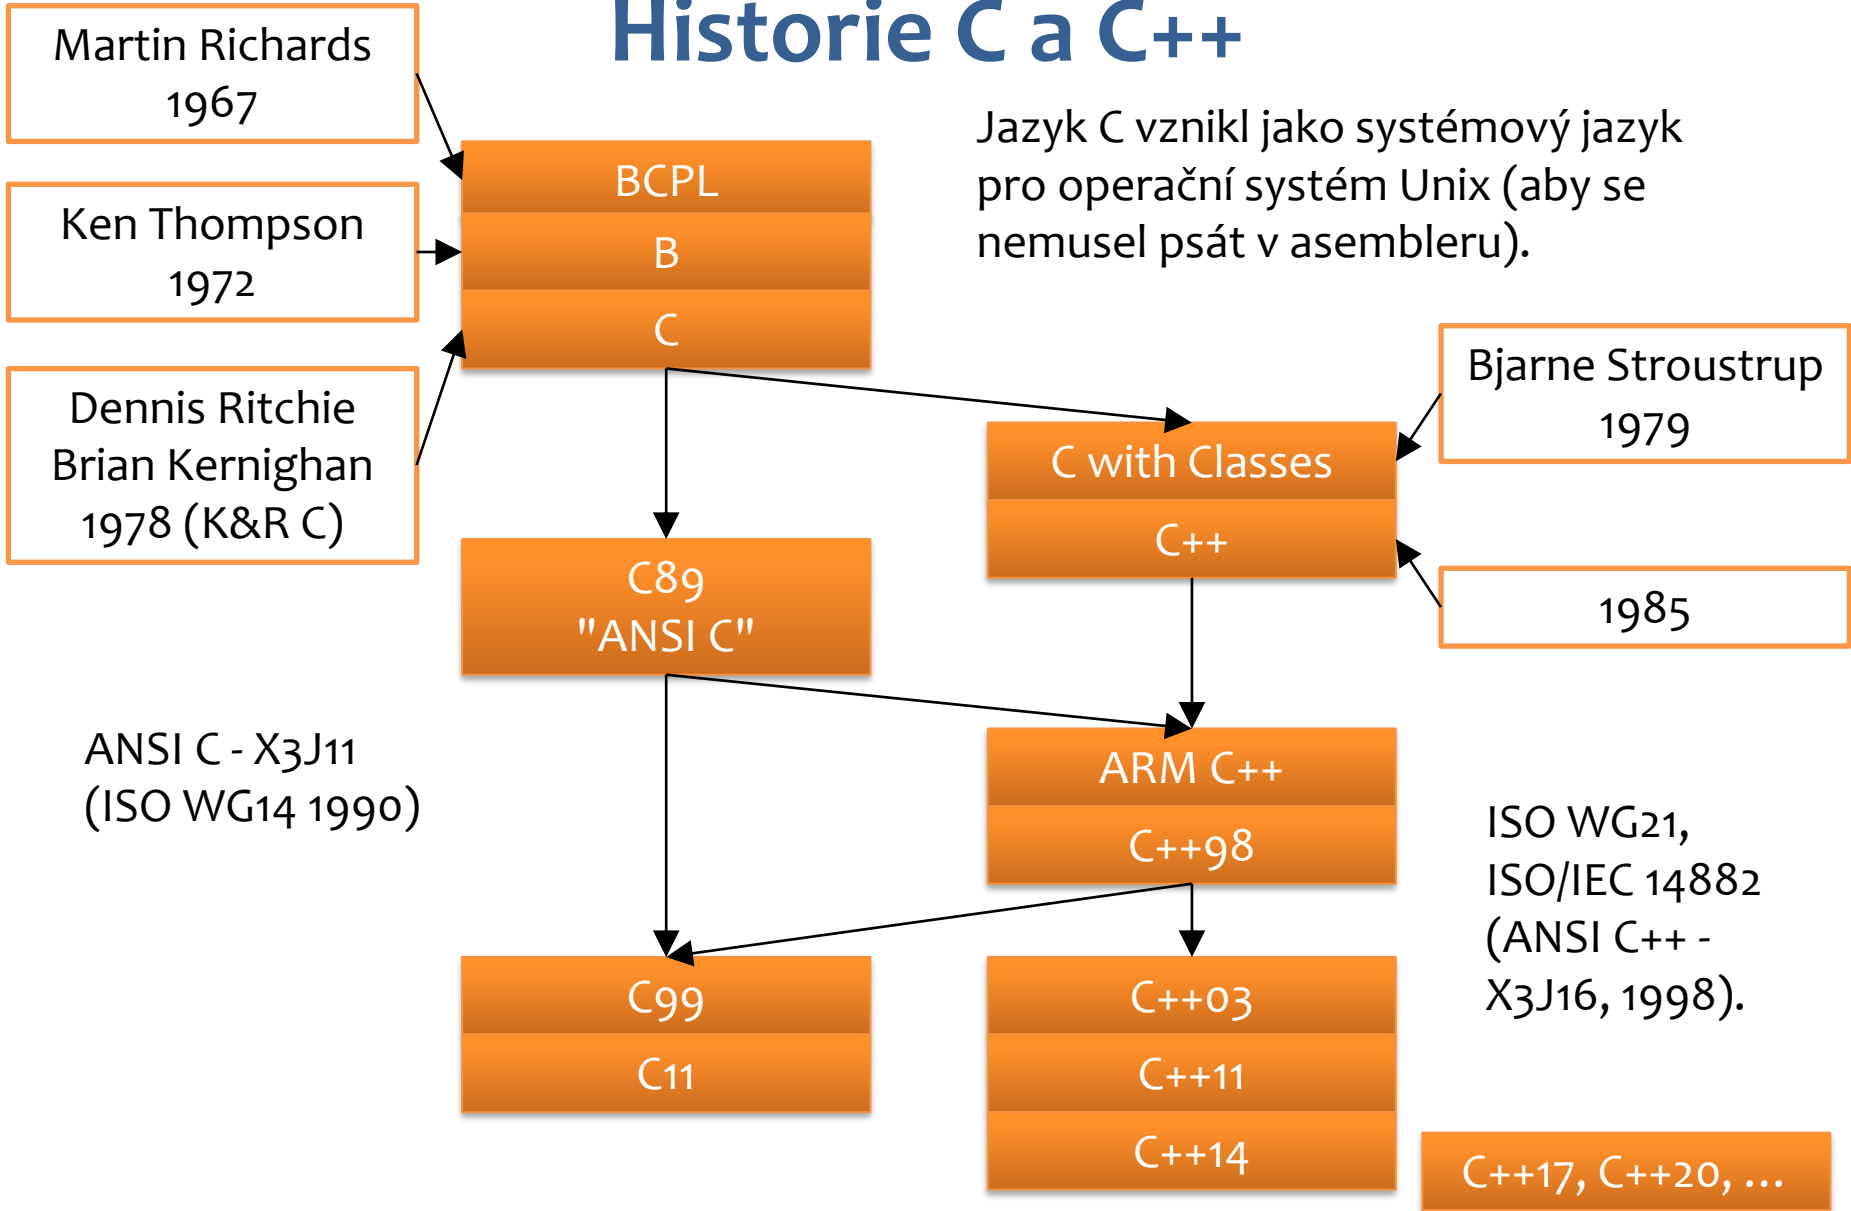 Historie C a C++
Martin Richards
1967
Jazyk C vznikl jako systémový jazyk
pro operační systém Unix (aby se
nemusel psát v asembleru).
BCPL
Ken Thompson
1972
B
C
Dennis Ritchie
Brian Kernighan
1978 (K&R C)
Bjarne Stroustrup
1979
C with Classes
C++
C89
"ANSI C"
1985
ANSI C - X3J11
(ISO WG14 1990)
ARM C++
C++98
ISO WG21,
ISO/IEC 14882
(ANSI C++ -
X3J16, 1998).
C99
C11
C++03
C++11
C++14
C++17, C++20, ...